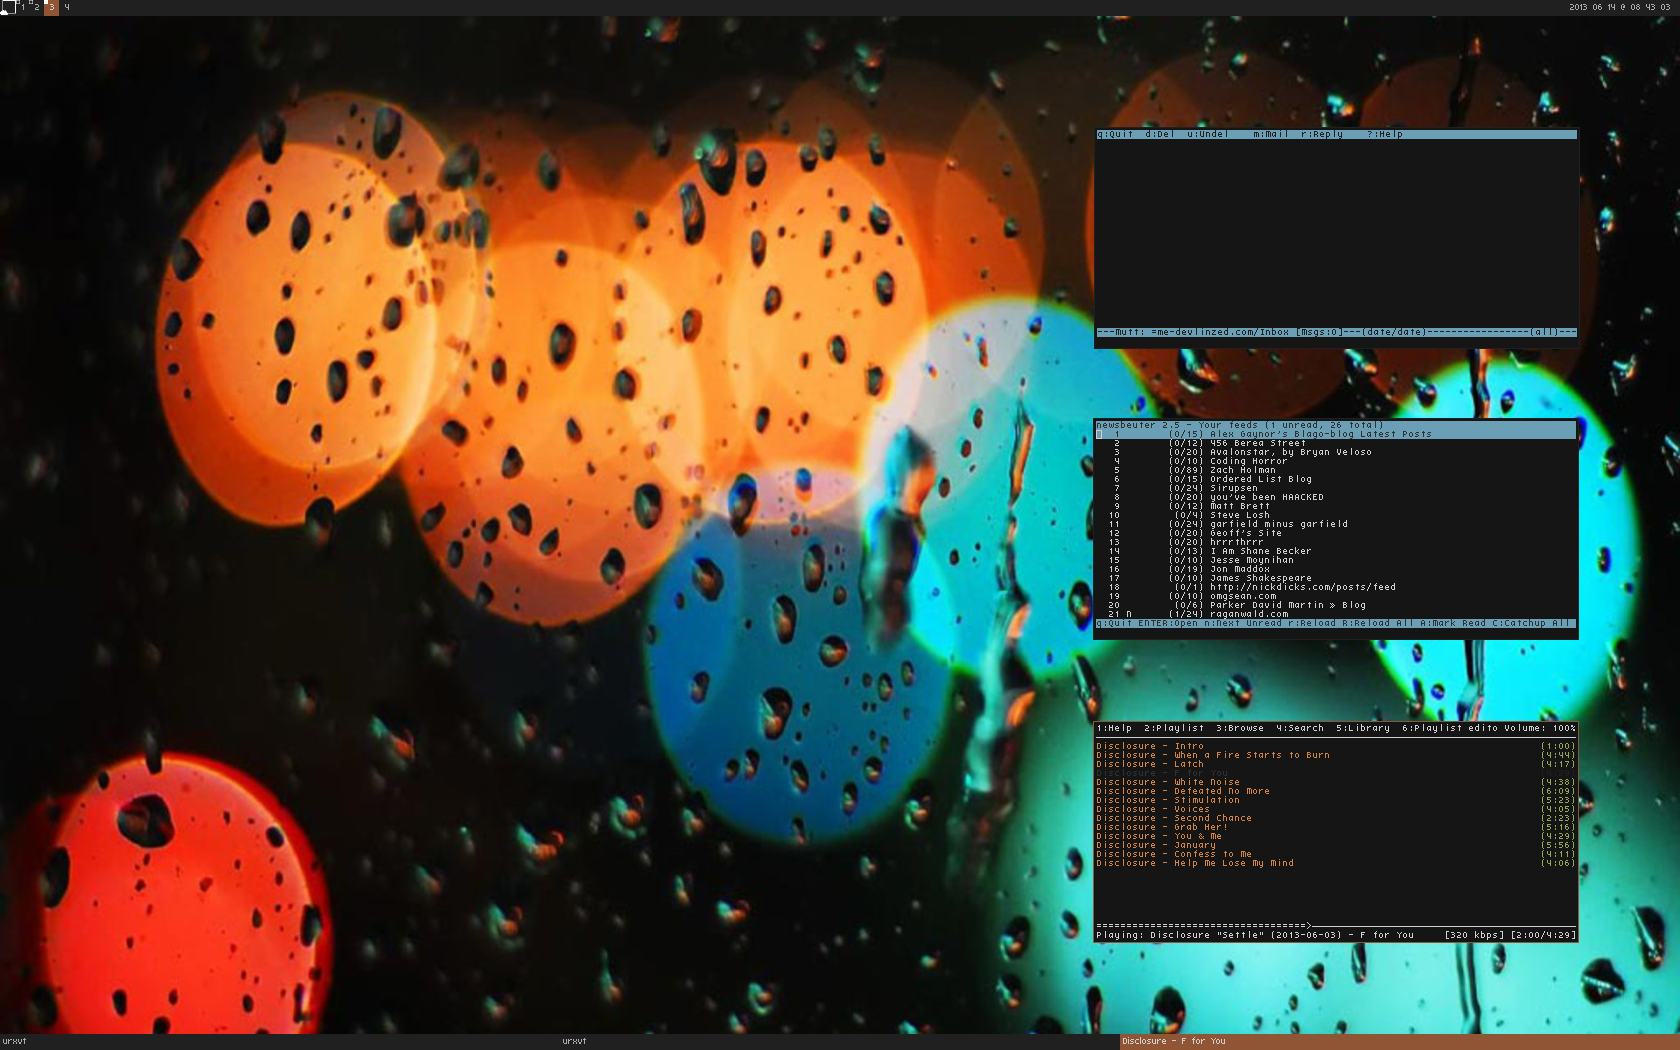 1 2 3 4
2013 06 14 @ 08 43 03
q:Quit d:Del u:Undel m:Mail r:Reply ?:Help
---Mutt: =me-devlinzed.com/Inbox [Msgs:0]---(date/date)-----------------(all)---
newsbeuter 2.5 - Your feeds (1 unread, 26 total)
1 (0/15) Alex Gaynor's Blago-blog Latest Posts
2 (0/12) 456 Berea Street
3 (0/20) Avalonstar, by Bryan Veloso
4 (0/10) Coding Horror
5 (0/89) Zach Holman
6 (0/15) Ordered List Blog
7 (0/24) Sirupsen
8 (0/20) you've been HAACKED
9 (0/12) Matt Brett
10 (0/4) Steve Losh
11 (0/24) garfield minus garfield
12 (0/20) Geoff's Site
13 (0/20) hrrrthrrr
14 (0/13) I Am Shane Becker
15 (0/10) Jesse Moynihan
16 (0/19) Jon Maddox
17 (0/10) James Shakespeare
18 (0/1) http://nickdicks.com/posts/feed
19 (0/10) omgsean.com
20 (0/6) Parker David Martin » Blog
21 N (1/24) raganwald.com
q:Quit ENTER:Open n:Next Unread r:Reload R:Reload All A:Mark Read C:Catchup All
1:Help 2:Playlist 3:Browse 4:Search 5:Library 6:Playlist edito Volume: 100%
Disclosure - Intro (1:00)
Disclosure - When a Fire Starts to Burn (4:44)
Disclosure - Latch (4:17)
Disclosure - F for You
Disclosure - White Noise (4:38)
Disclosure - Defeated No More (6:09)
Disclosure - Stimulation (5:23)
Disclosure - Voices (4:05)
Disclosure - Second Chance (2:23)
Disclosure - Grab Her! (5:16)
Disclosure - You & Me (4:29)
Disclosure - January (5:56)
Disclosure - Confess to Me (4:11)
Disclosure - Help Me Lose My Mind (4:06)
Playing: Disclosure "Settle" (2013-06-03) - F for You [320 kbps] [2:00/4:29]
urxvt
urxvt
Disclosure - F for You